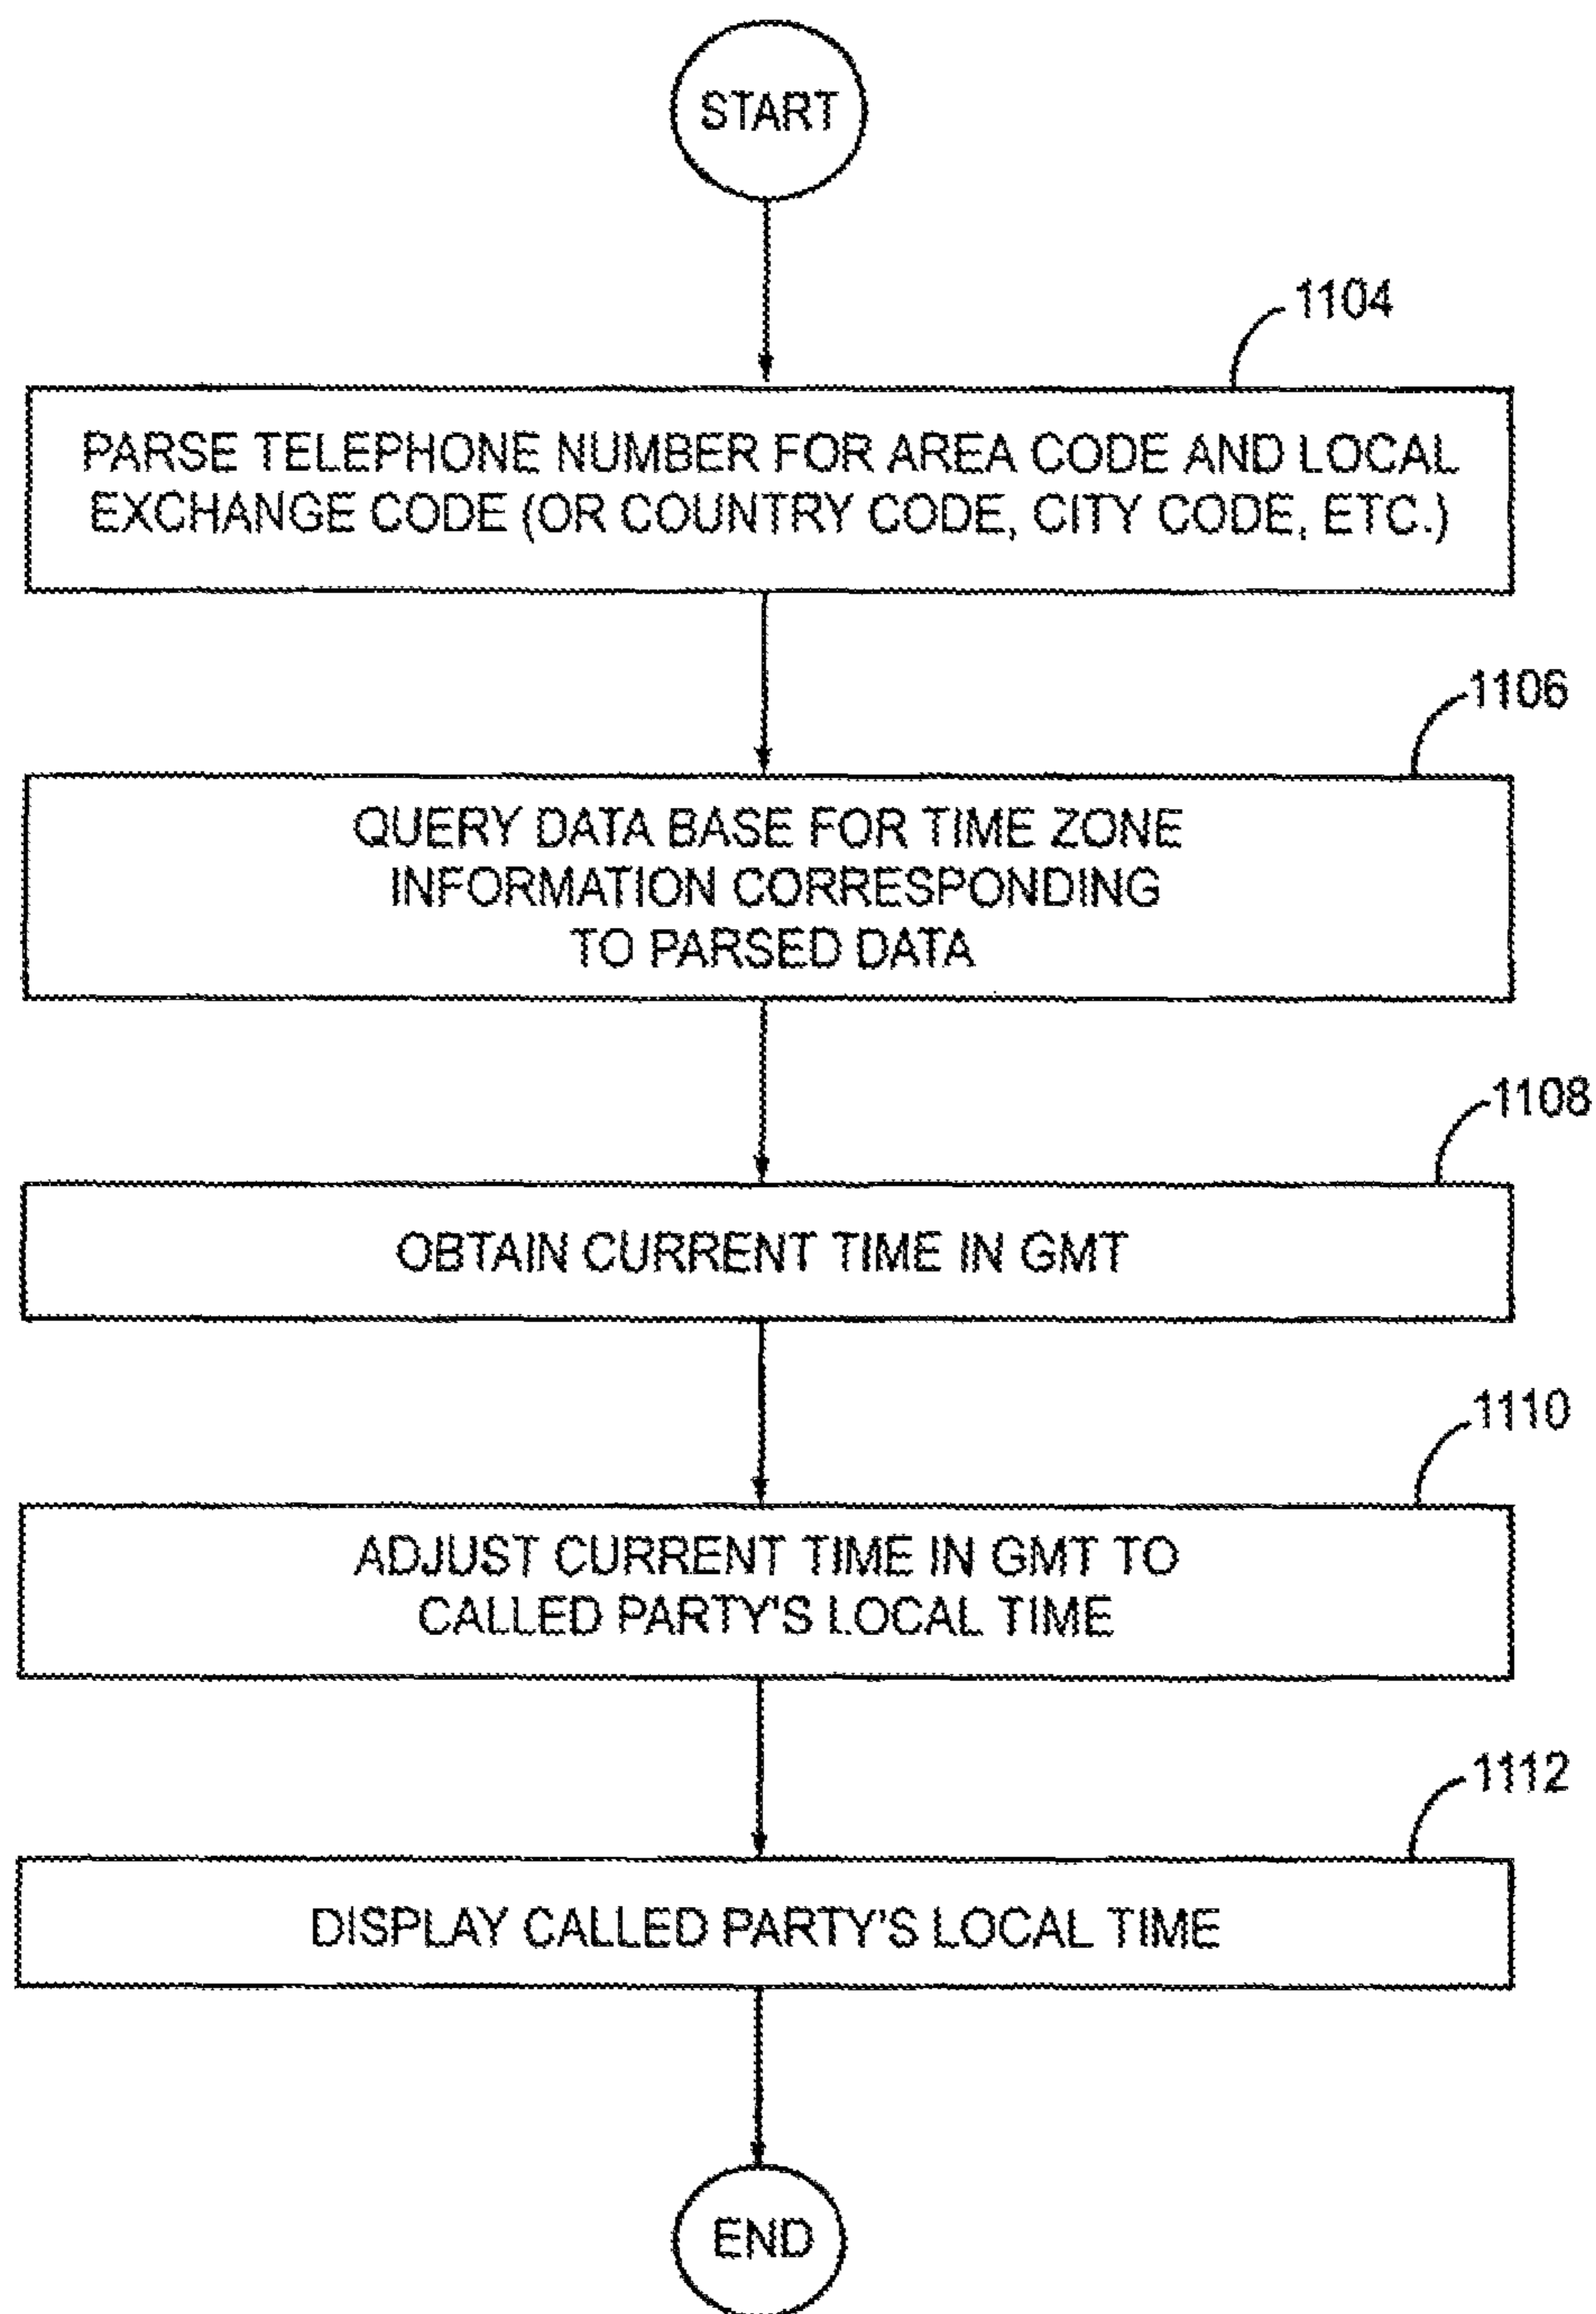 START
1104
PARSE TELEPHONE NUMBER FOR AREA CODE AND LOCAL
EXCHANGE CODE (OR COUNTRY CODE, CITY CODE, ETC.)
1106
QUERY DATA BASE FOR TIME ZONE
INFORMATION CORRESPONDING
TO PARSED DATA
1108
OBTAIN CURRENT TIME IN GMT
1110
ADJUST CURRENT TIME IN GMT TO
CALLED PARTY'S LOCAL TIME
1112
DISPLAY CALLED PARTY'S LOCAL TIME
END